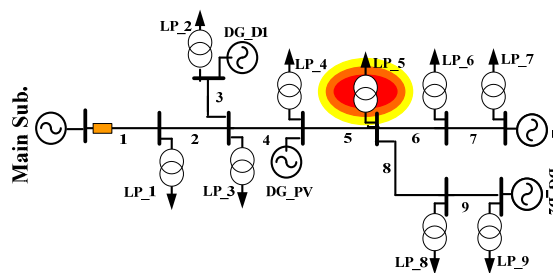 LP_2
DG_D1
LP_4
LP_5
LP_6
LP_7
3
Main Sub.
1
2
4
5
6
7
LP_1
LP_3
DG_PV
8
9
LP_8
LP_9